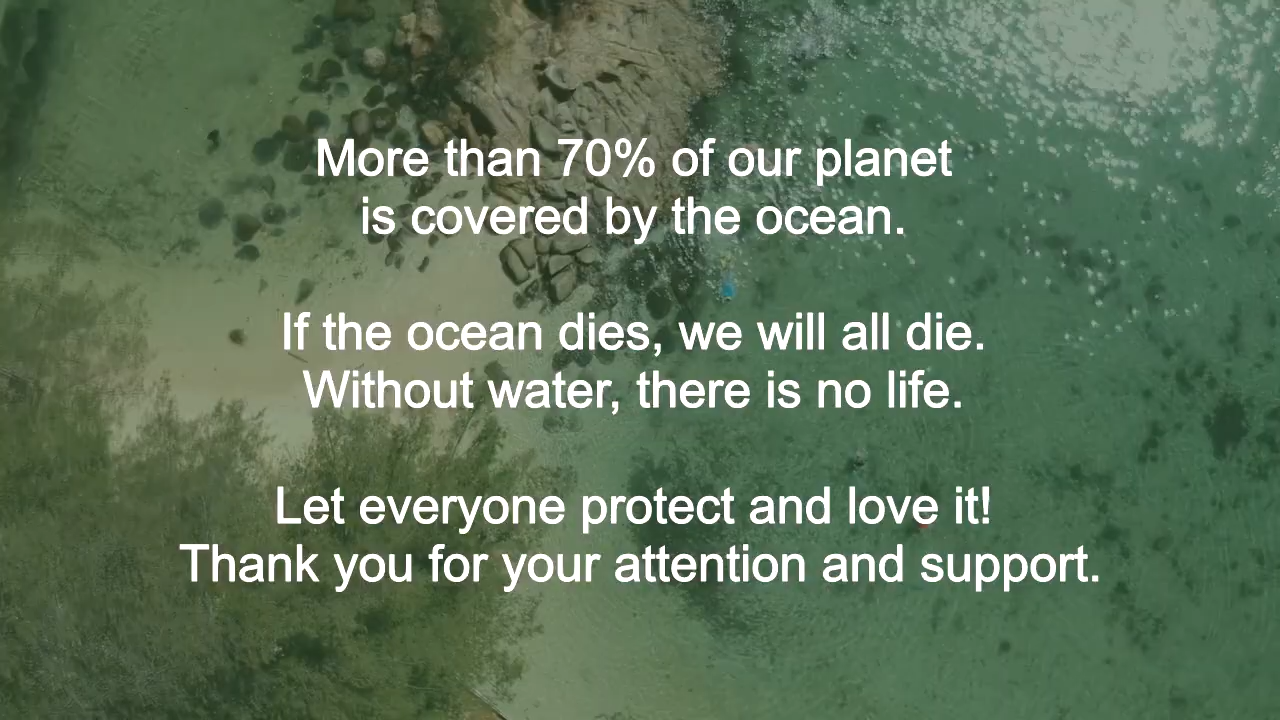 More than 70% of our planet
is covered by the ocean.
If the ocean dies, we will all die.
Without water, there is no life.
Let everyone protect and love it!
Thank you for your attention and support.